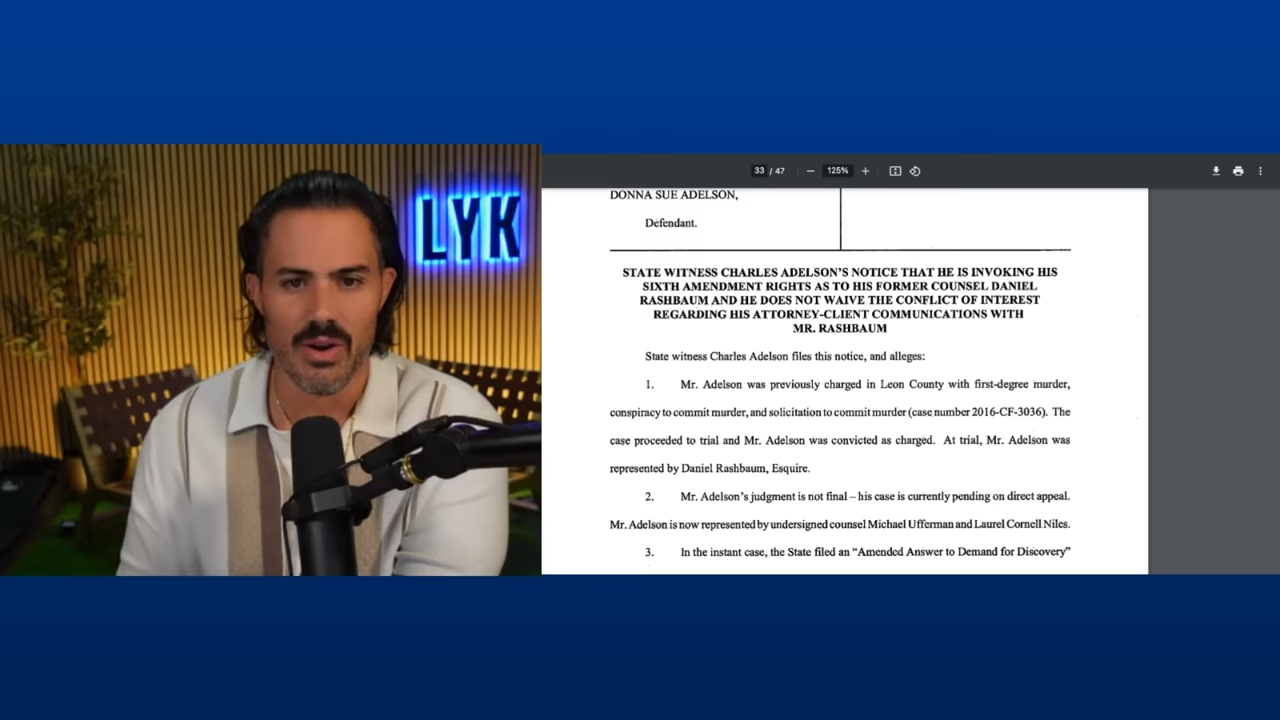 LYK
33 / 47
125%
DONNA SUE ADELSON,
Defendant.
STATE WITNESS CHARLES ADELSON'S NOTICE THAT HE IS INVOKING HIS
SIXTH AMENDMENT RIGHTS AS TO HIS FORMER COUNSEL DANIEL
RASHBAUM AND HE DOES NOT WAIVE THE CONFLICT OF INTEREST
REGARDING HIS ATTORNEY-CLIENT COMMUNICATIONS WITH
MR. RASHBAUM
State witness Charles Adelson files this notice, and alleges:
1. Mr. Adelson was previously charged in Leon County with first-degree murder,
conspiracy to commit murder, and solicitation to commit murder (case number 2016-CF-3036). The
case proceeded to trial and Mr. Adelson was convicted as charged. At trial, Mr. Adelson was
represented by Daniel Rashbaum, Esquire.
2. Mr. Adelson's judgment is not final – his case is currently pending on direct appeal.
Mr. Adelson is now represented by undersigned counsel Michael Ufferman and Laurel Cornell Niles.
3. In the instant case, the State filed an “Amended Answer to Demand for Discovery”